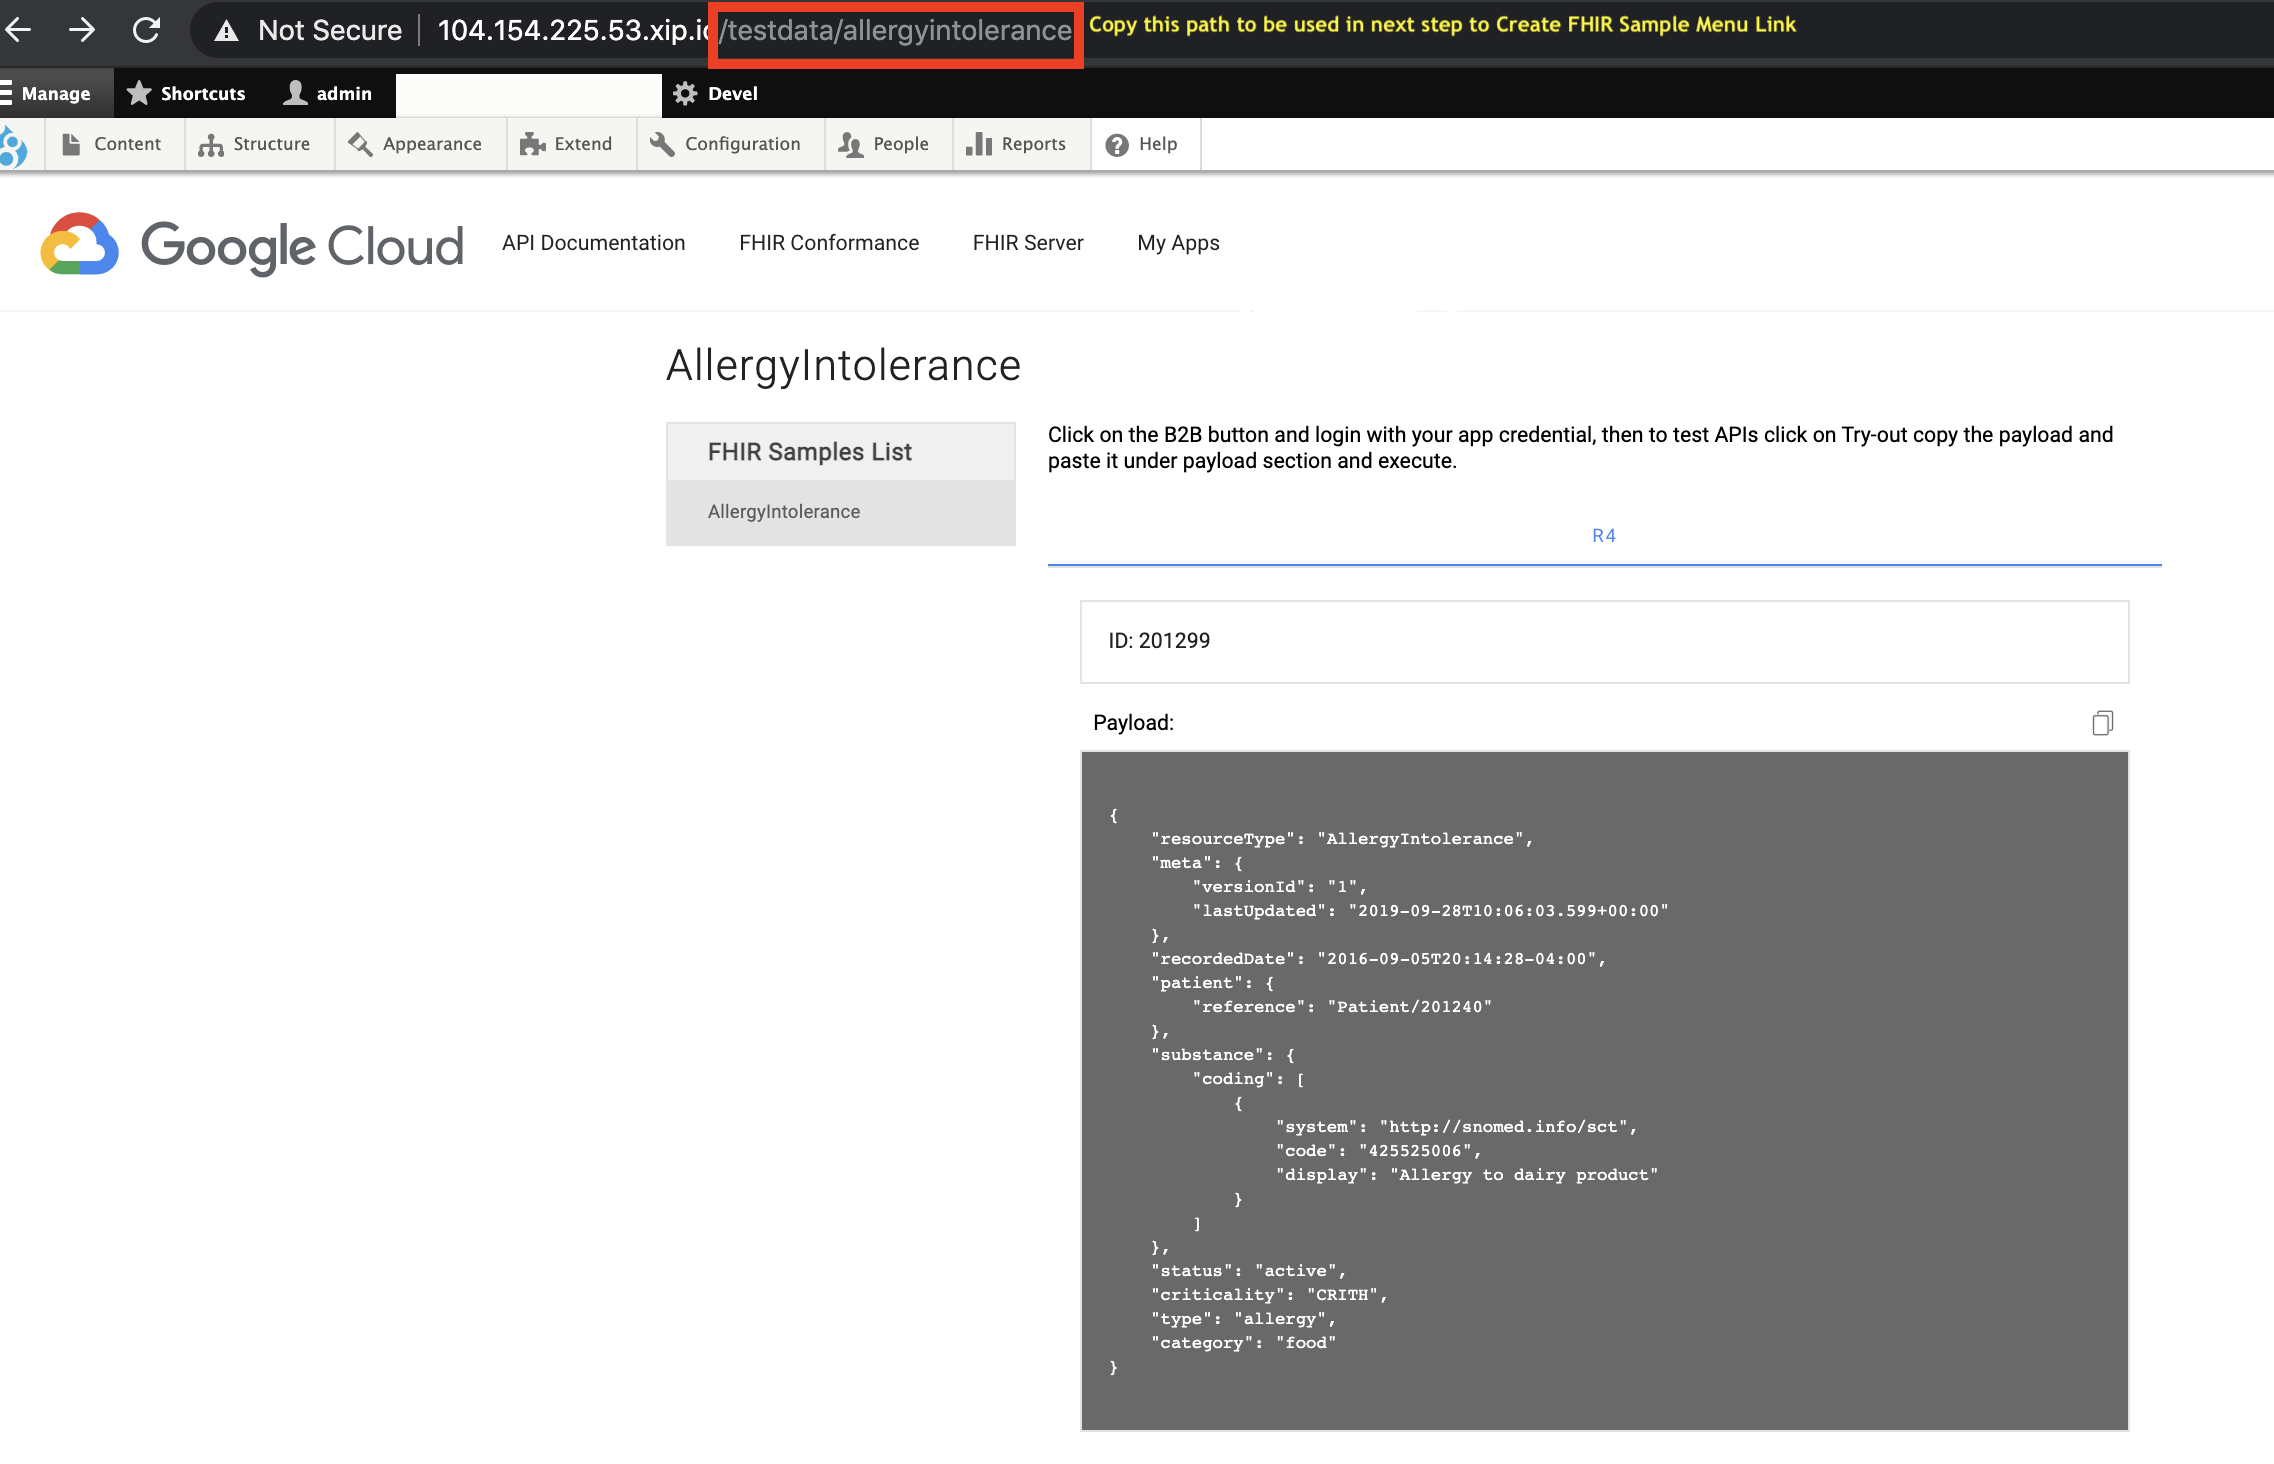 Not Secure | 104.154.225.53.xip.io/testdata/allergyintolerance Copy this path to be used in next step to Create FHIR Sample Menu Link
Manage Shortcuts admin Devel
Content Structure Appearance Extend Configuration People Reports Help
Google Cloud API Documentation FHIR Conformance FHIR Server My Apps
AllergyIntolerance
FHIR Samples List
AllergyIntolerance
Click on the B2B button and login with your app credential, then to test APIs click on Try-out copy the payload and
paste it under payload section and execute.
R4
ID: 201299
Payload:
{
    "resourceType": "AllergyIntolerance",
    "meta": {
        "versionId": "1",
        "lastUpdated": "2019-09-28T10:06:03.599+00:00"
    },
    "recordedDate": "2016-09-05T20:14:28-04:00",
    "patient": {
        "reference": "Patient/201240"
    },
    "substance": {
        "coding": [
            {
                "system": "http://snomed.info/sct",
                "code": "425525006",
                "display": "Allergy to dairy product"
            }
        ]
    },
    "status": "active",
    "criticality": "CRITH",
    "type": "allergy",
    "category": "food"
}